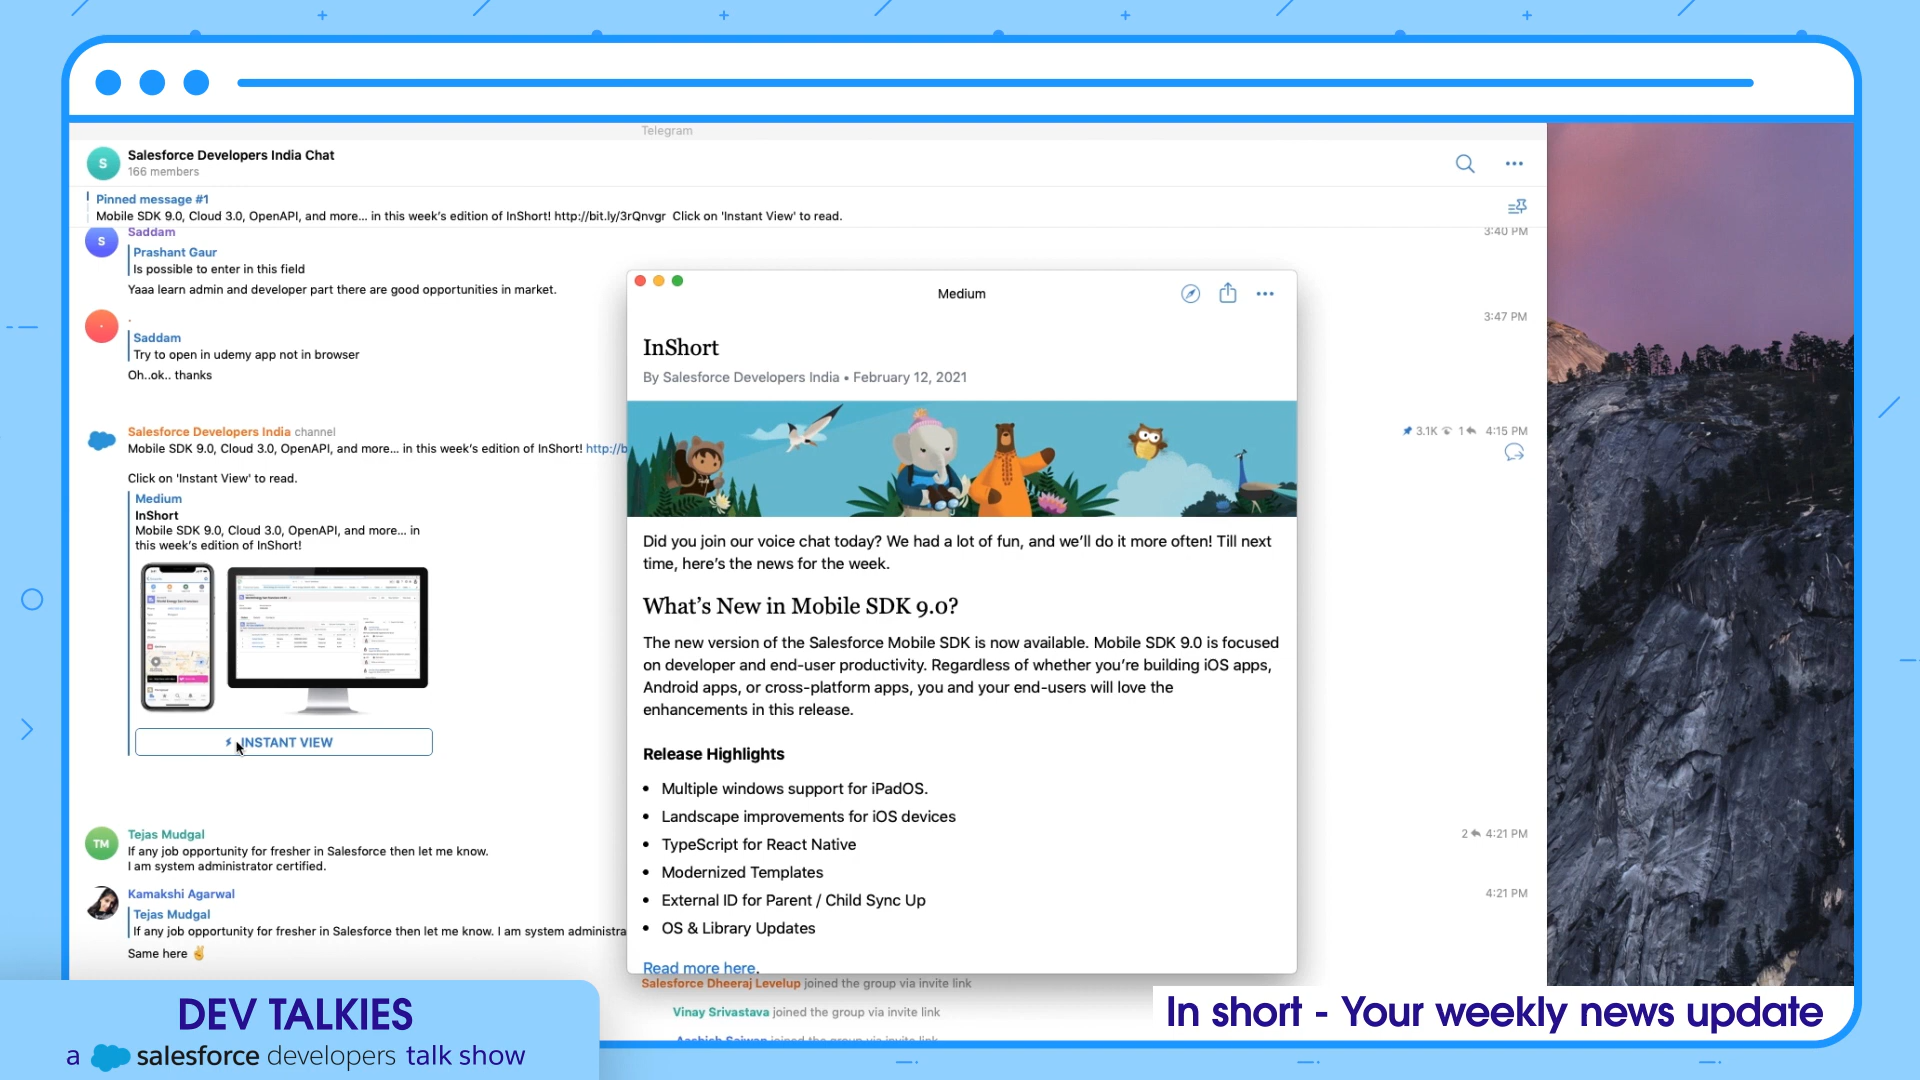 Telegram
S
Salesforce Developers India Chat
166 members
Pinned message #1
Mobile SDK 9.0, Cloud 3.0, OpenAPI, and more... in this week's edition of InShort! http://bit.ly/3rQnvgr  Click on 'Instant View' to read.
Saddam
3:40 PM
S
Prashant Gaur
Is possible to enter in this field
Yaaa learn admin and developer part there are good opportunities in market.
.
3:47 PM
Saddam
Try to open in udemy app not in browser
Oh..ok.. thanks
Salesforce Developers India channel
3.1K 1 4:15 PM
Mobile SDK 9.0, Cloud 3.0, OpenAPI, and more... in this week's edition of InShort! http://b
Click on 'Instant View' to read.
Medium
InShort
Mobile SDK 9.0, Cloud 3.0, OpenAPI, and more... in
this week's edition of InShort!
INSTANT VIEW
TM
Tejas Mudgal
2 4:21 PM
If any job opportunity for fresher in Salesforce then let me know.
I am system administrator certified.
Kamakshi Agarwal
4:21 PM
Tejas Mudgal
If any job opportunity for fresher in Salesforce then let me know. I am system administra
Same here ✌
Medium
InShort
By Salesforce Developers India • February 12, 2021
Did you join our voice chat today? We had a lot of fun, and we'll do it more often! Till next
time, here's the news for the week.
What's New in Mobile SDK 9.0?
The new version of the Salesforce Mobile SDK is now available. Mobile SDK 9.0 is focused
on developer and end-user productivity. Regardless of whether you're building iOS apps,
Android apps, or cross-platform apps, you and your end-users will love the
enhancements in this release.
Release Highlights
• Multiple windows support for iPadOS.
• Landscape improvements for iOS devices
• TypeScript for React Native
• Modernized Templates
• External ID for Parent / Child Sync Up
• OS & Library Updates
Read more here.
Salesforce Dheeraj Levelup joined the group via invite link
Vinay Srivastava joined the group via invite link
joined the group via invite link
DEV TALKIES
a salesforce developers talk show
In short - Your weekly news update